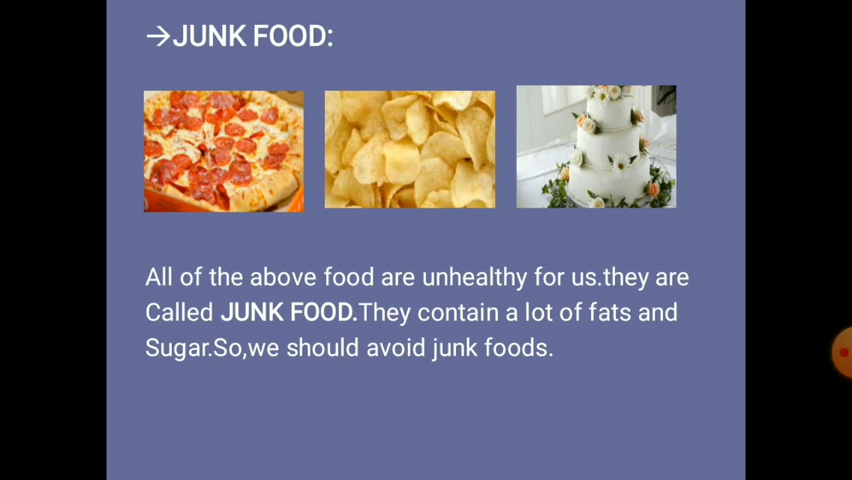 →JUNK FOOD:
All of the above food are unhealthy for us.they are
Called JUNK FOOD.They contain a lot of fats and
Sugar.So,we should avoid junk foods.